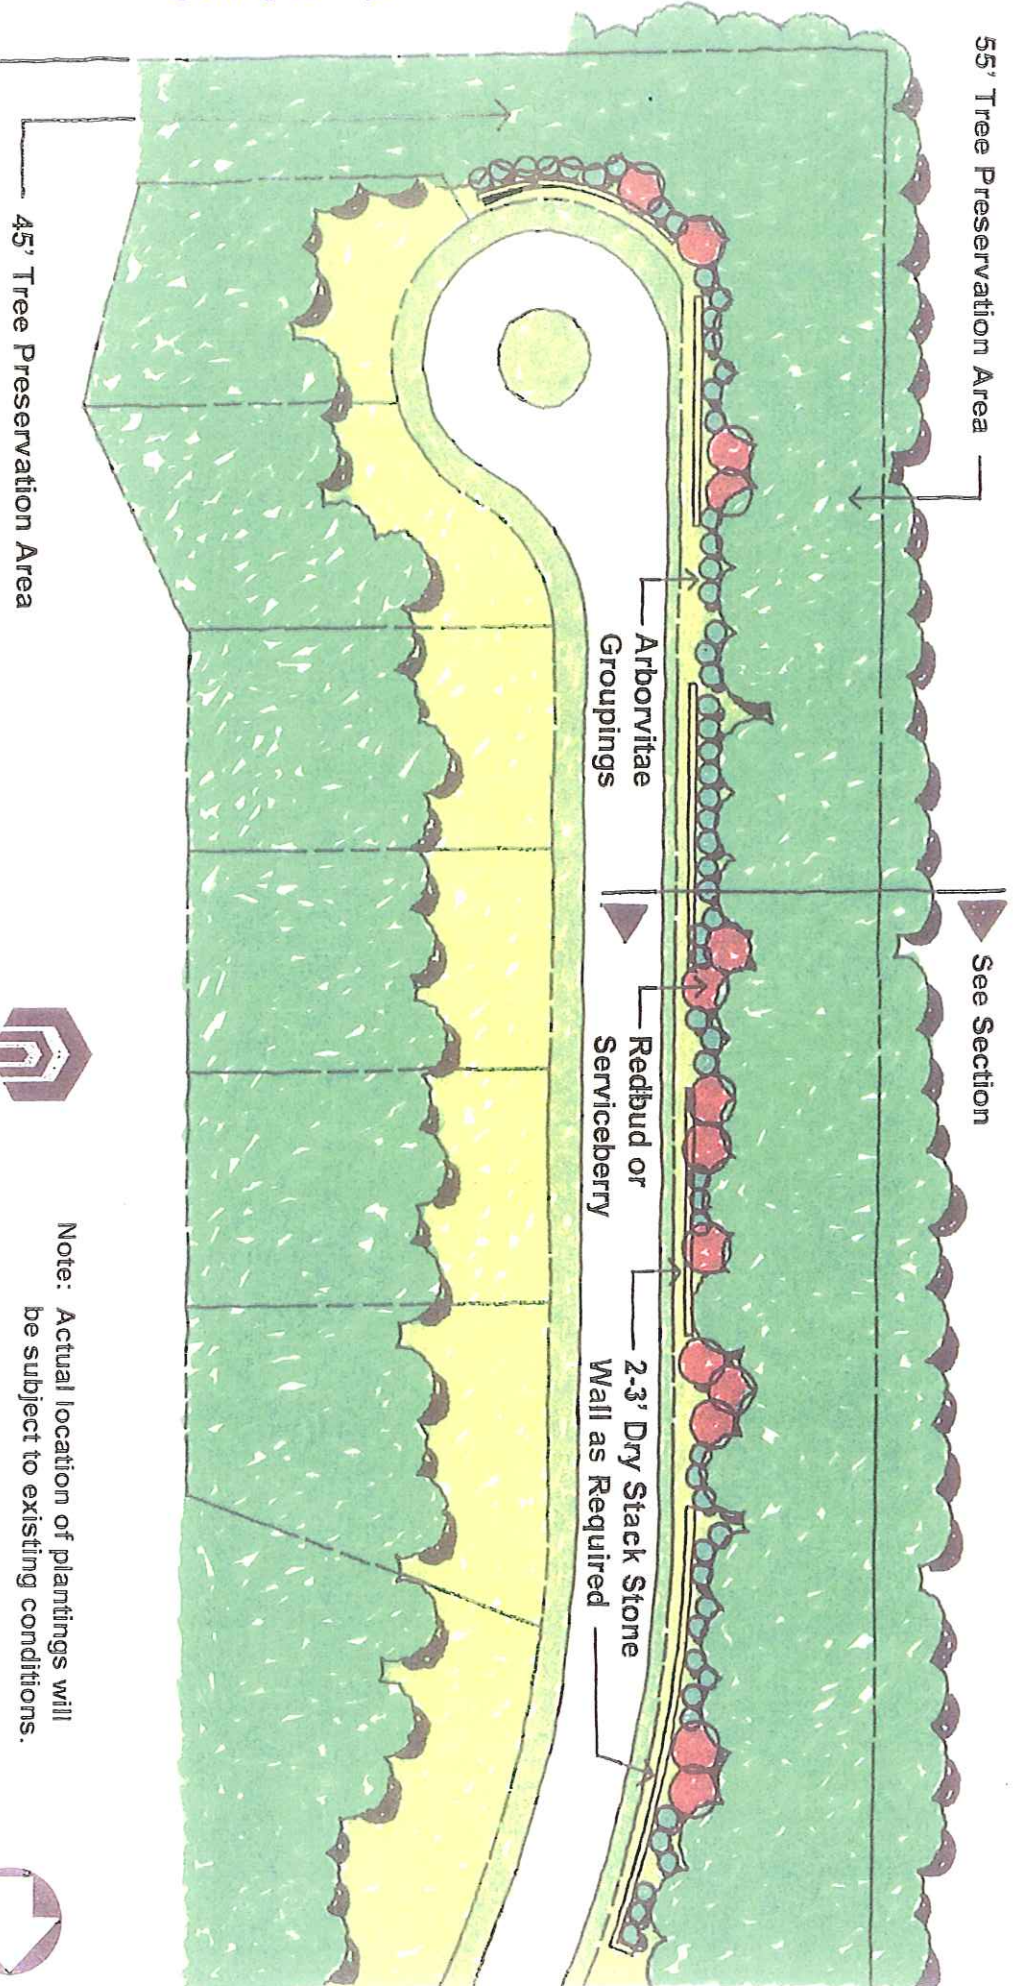 55' Tree Preservation Area
See Section
Arborvitae
Groupings
Redbud or
Serviceberry
2-3' Dry Stack Stone
Wall as Required
45' Tree Preservation Area
Note: Actual location of plantings will
be subject to existing conditions.